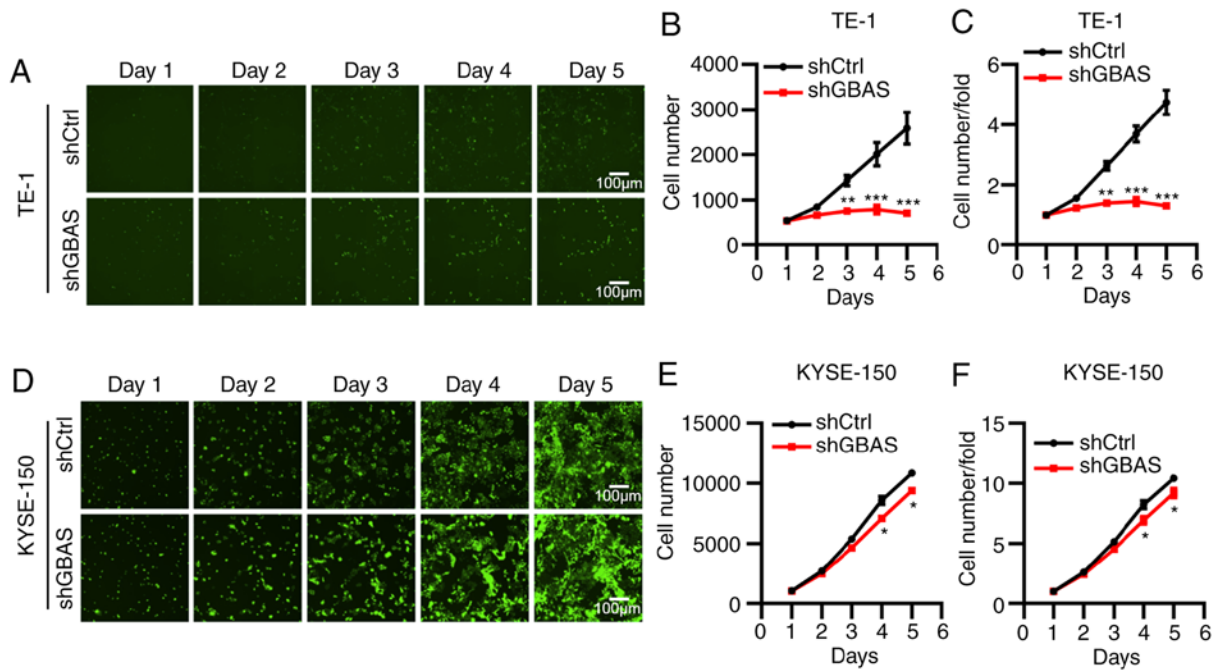 A
Day 1 Day 2 Day 3 Day 4 Day 5
TE-1
shCtrl
100μm
shGBAS
100μm
B
TE-1
shCtrl
shGBAS
Cell number
4000
3000
2000
1000
0
** *** ***
0 1 2 3 4 5 6
Days
C
TE-1
shCtrl
shGBAS
Cell number/fold
6
4
2
0
** *** ***
0 1 2 3 4 5 6
Days
D
Day 1 Day 2 Day 3 Day 4 Day 5
KYSE-150
shCtrl
100μm
shGBAS
100μm
E
KYSE-150
shCtrl
shGBAS
Cell number
15000
10000
5000
0
* *
0 1 2 3 4 5 6
Days
F
KYSE-150
shCtrl
shGBAS
Cell number/fold
15
10
5
0
* *
0 1 2 3 4 5 6
Days